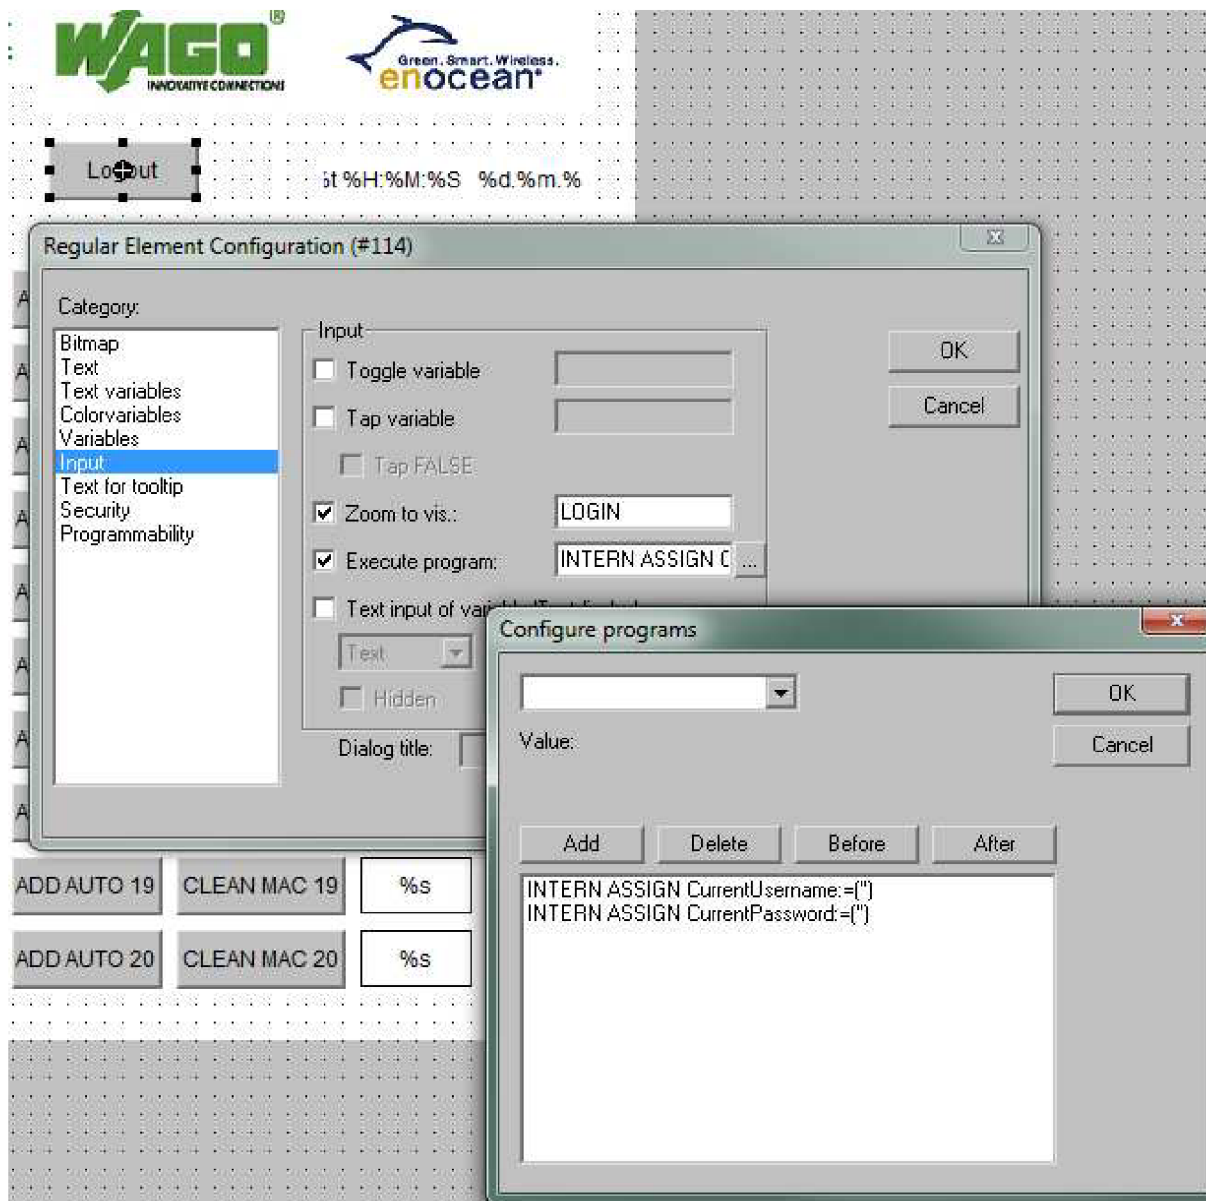 WAGO®
INNOVATIVE CONNECTIONS
Green. Smart. Wireless.
enocean
Logout
%t %H:%M:%S %d.%m.%
Regular Element Configuration (#114)
Category:
Bitmap
Text
Text variables
Colorvariables
Variables
Input
Text for tooltip
Security
Programmability
Input
Toggle variable
Tap variable
Tap FALSE
Zoom to vis.:
LOGIN
Execute program:
INTERN ASSIGN C
...
Text input of
Text
Hidden
Dialog title:
OK
Cancel
Configure programs
OK
Cancel
Value:
Add
Delete
Before
After
INTERN ASSIGN CurrentUsername:=('')
INTERN ASSIGN CurrentPassword:=('')
A
A
A
A
A
A
A
A
ADD AUTO 19 CLEAN MAC 19 %s
ADD AUTO 20 CLEAN MAC 20 %s